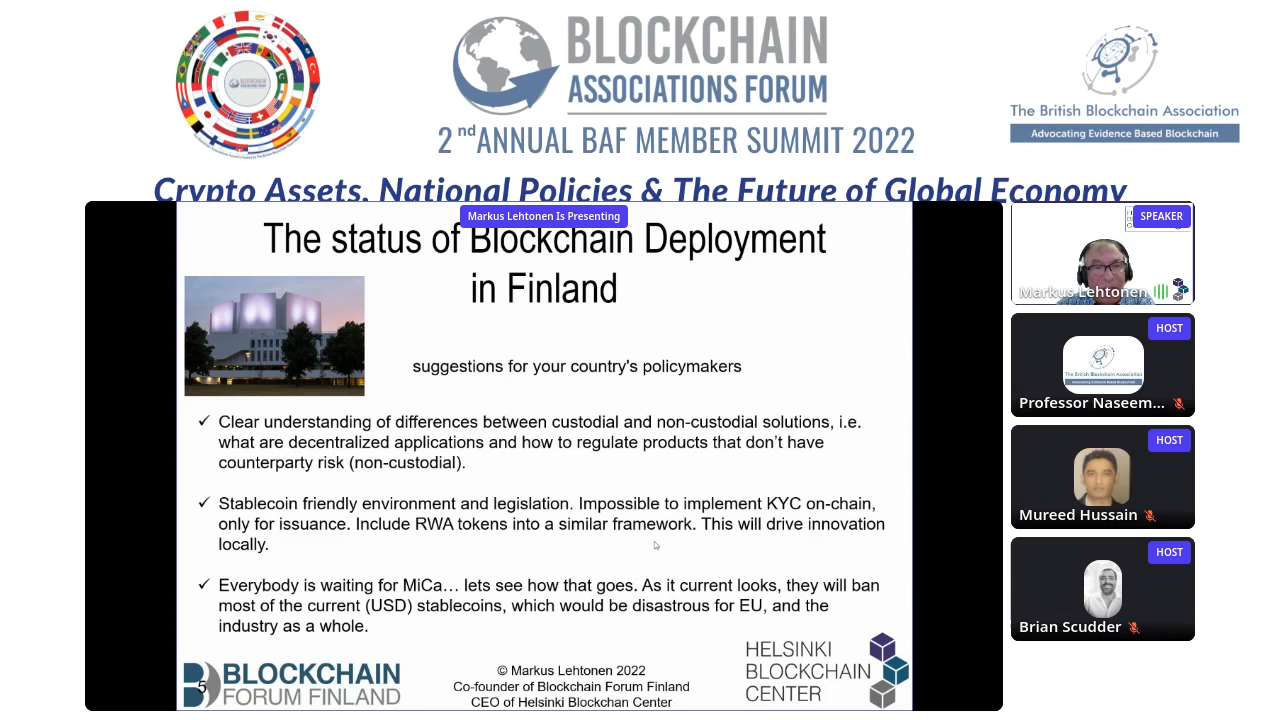 BLOCKCHAIN
ASSOCIATIONS FORUM
2nd ANNUAL BAF MEMBER SUMMIT 2022
The British Blockchain Association
Advocating Evidence Based Blockchain
Crypto Assets, National Policies & The Future of Global Economy
Markus Lehtonen Is Presenting
The status of Blockchain Deployment
in Finland
suggestions for your country's policymakers
✓ Clear understanding of differences between custodial and non-custodial solutions, i.e.
what are decentralized applications and how to regulate products that don't have
counterparty risk (non-custodial).
✓ Stablecoin friendly environment and legislation. Impossible to implement KYC on-chain,
only for issuance. Include RWA tokens into a similar framework. This will drive innovation
locally.
✓ Everybody is waiting for MiCa… lets see how that goes. As it current looks, they will ban
most of the current (USD) stablecoins, which would be disastrous for EU, and the
industry as a whole.
5
BLOCKCHAIN
FORUM FINLAND
© Markus Lehtonen 2022
Co-founder of Blockchain Forum Finland
CEO of Helsinki Blockchan Center
HELSINKI
BLOCKCHAIN
CENTER
SPEAKER
Markus Lehtonen
HOST
The British Blockchain Association
Advocating Evidence Based Blockchain
Professor Naseem...
HOST
Mureed Hussain
HOST
Brian Scudder